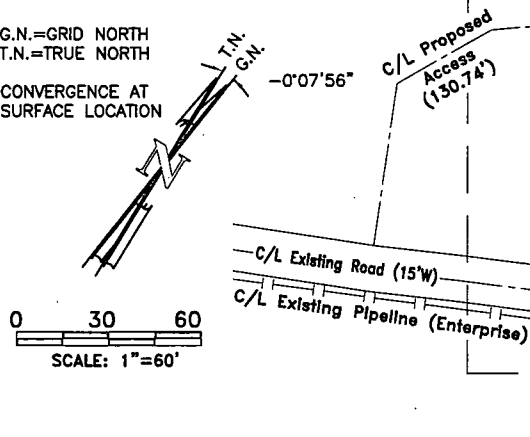 G.N.=GRID NORTH
T.N.=TRUE NORTH
CONVERGENCE AT
SURFACE LOCATION
T.N.
G.N.
-0°07'56"
N
C/L Proposed
Access
(130.74')
C/L Existing Road (15'W)
C/L Existing Pipeline (Enterprise)
0 30 60
SCALE: 1"=60'